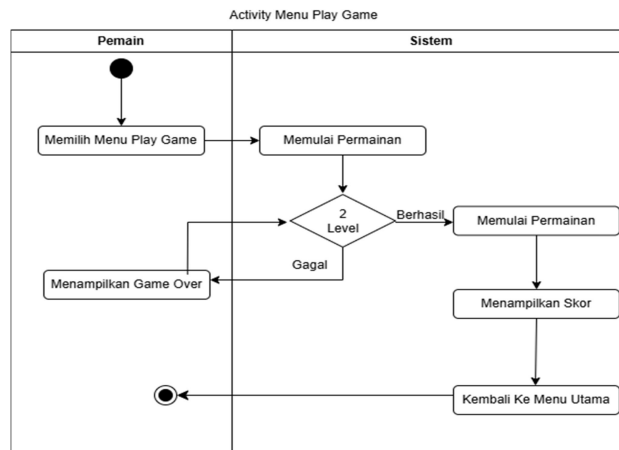 Activity Menu Play Game
Pemain
Sistem
Memilih Menu Play Game
Memulai Permainan
2
Level
Berhasil
Memulai Permainan
Gagal
Menampilkan Game Over
Menampilkan Skor
Kembali Ke Menu Utama